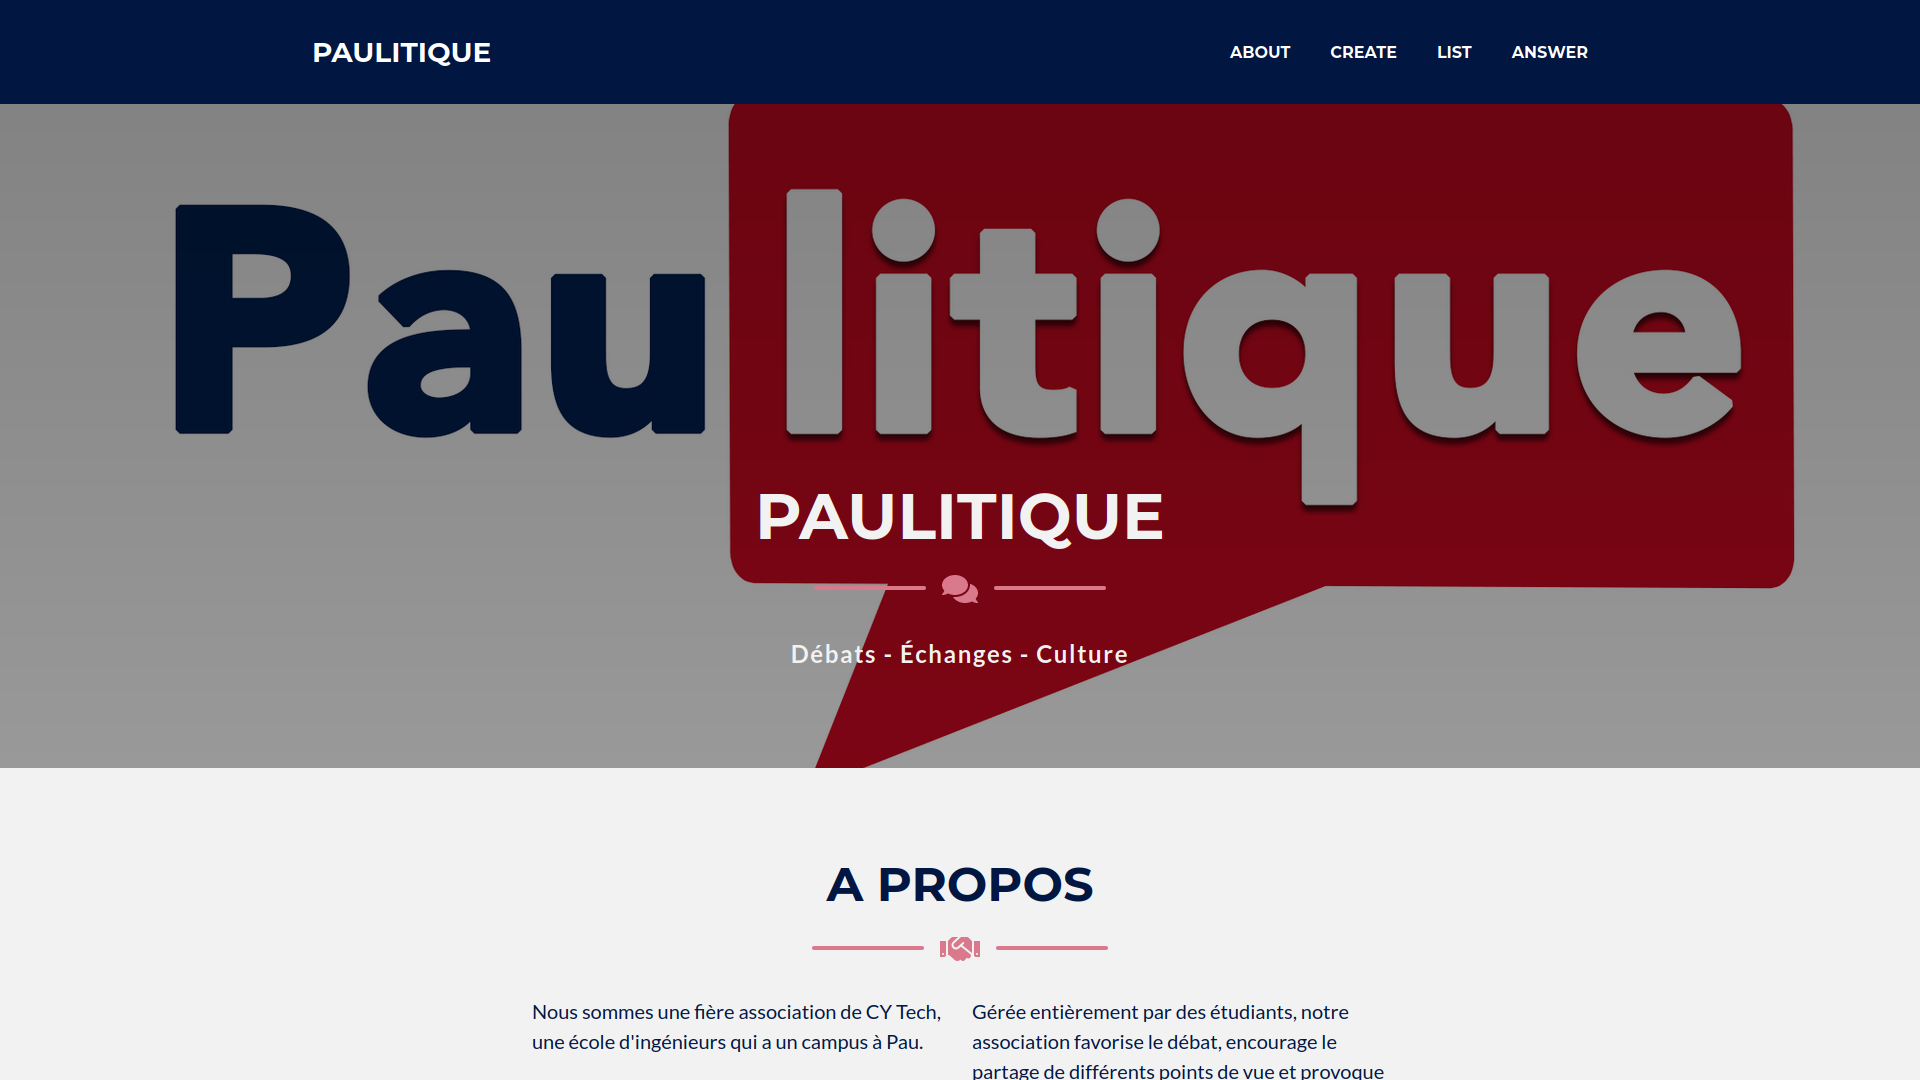 PAULITIQUE
ABOUT CREATE LIST ANSWER
Paulitique
PAULITIQUE
Débats - Échanges - Culture
A PROPOS
Nous sommes une fière association de CY Tech,
une école d'ingénieurs qui a un campus à Pau.
Gérée entièrement par des étudiants, notre
association favorise le débat, encourage le
partage de différents points de vue et provoque